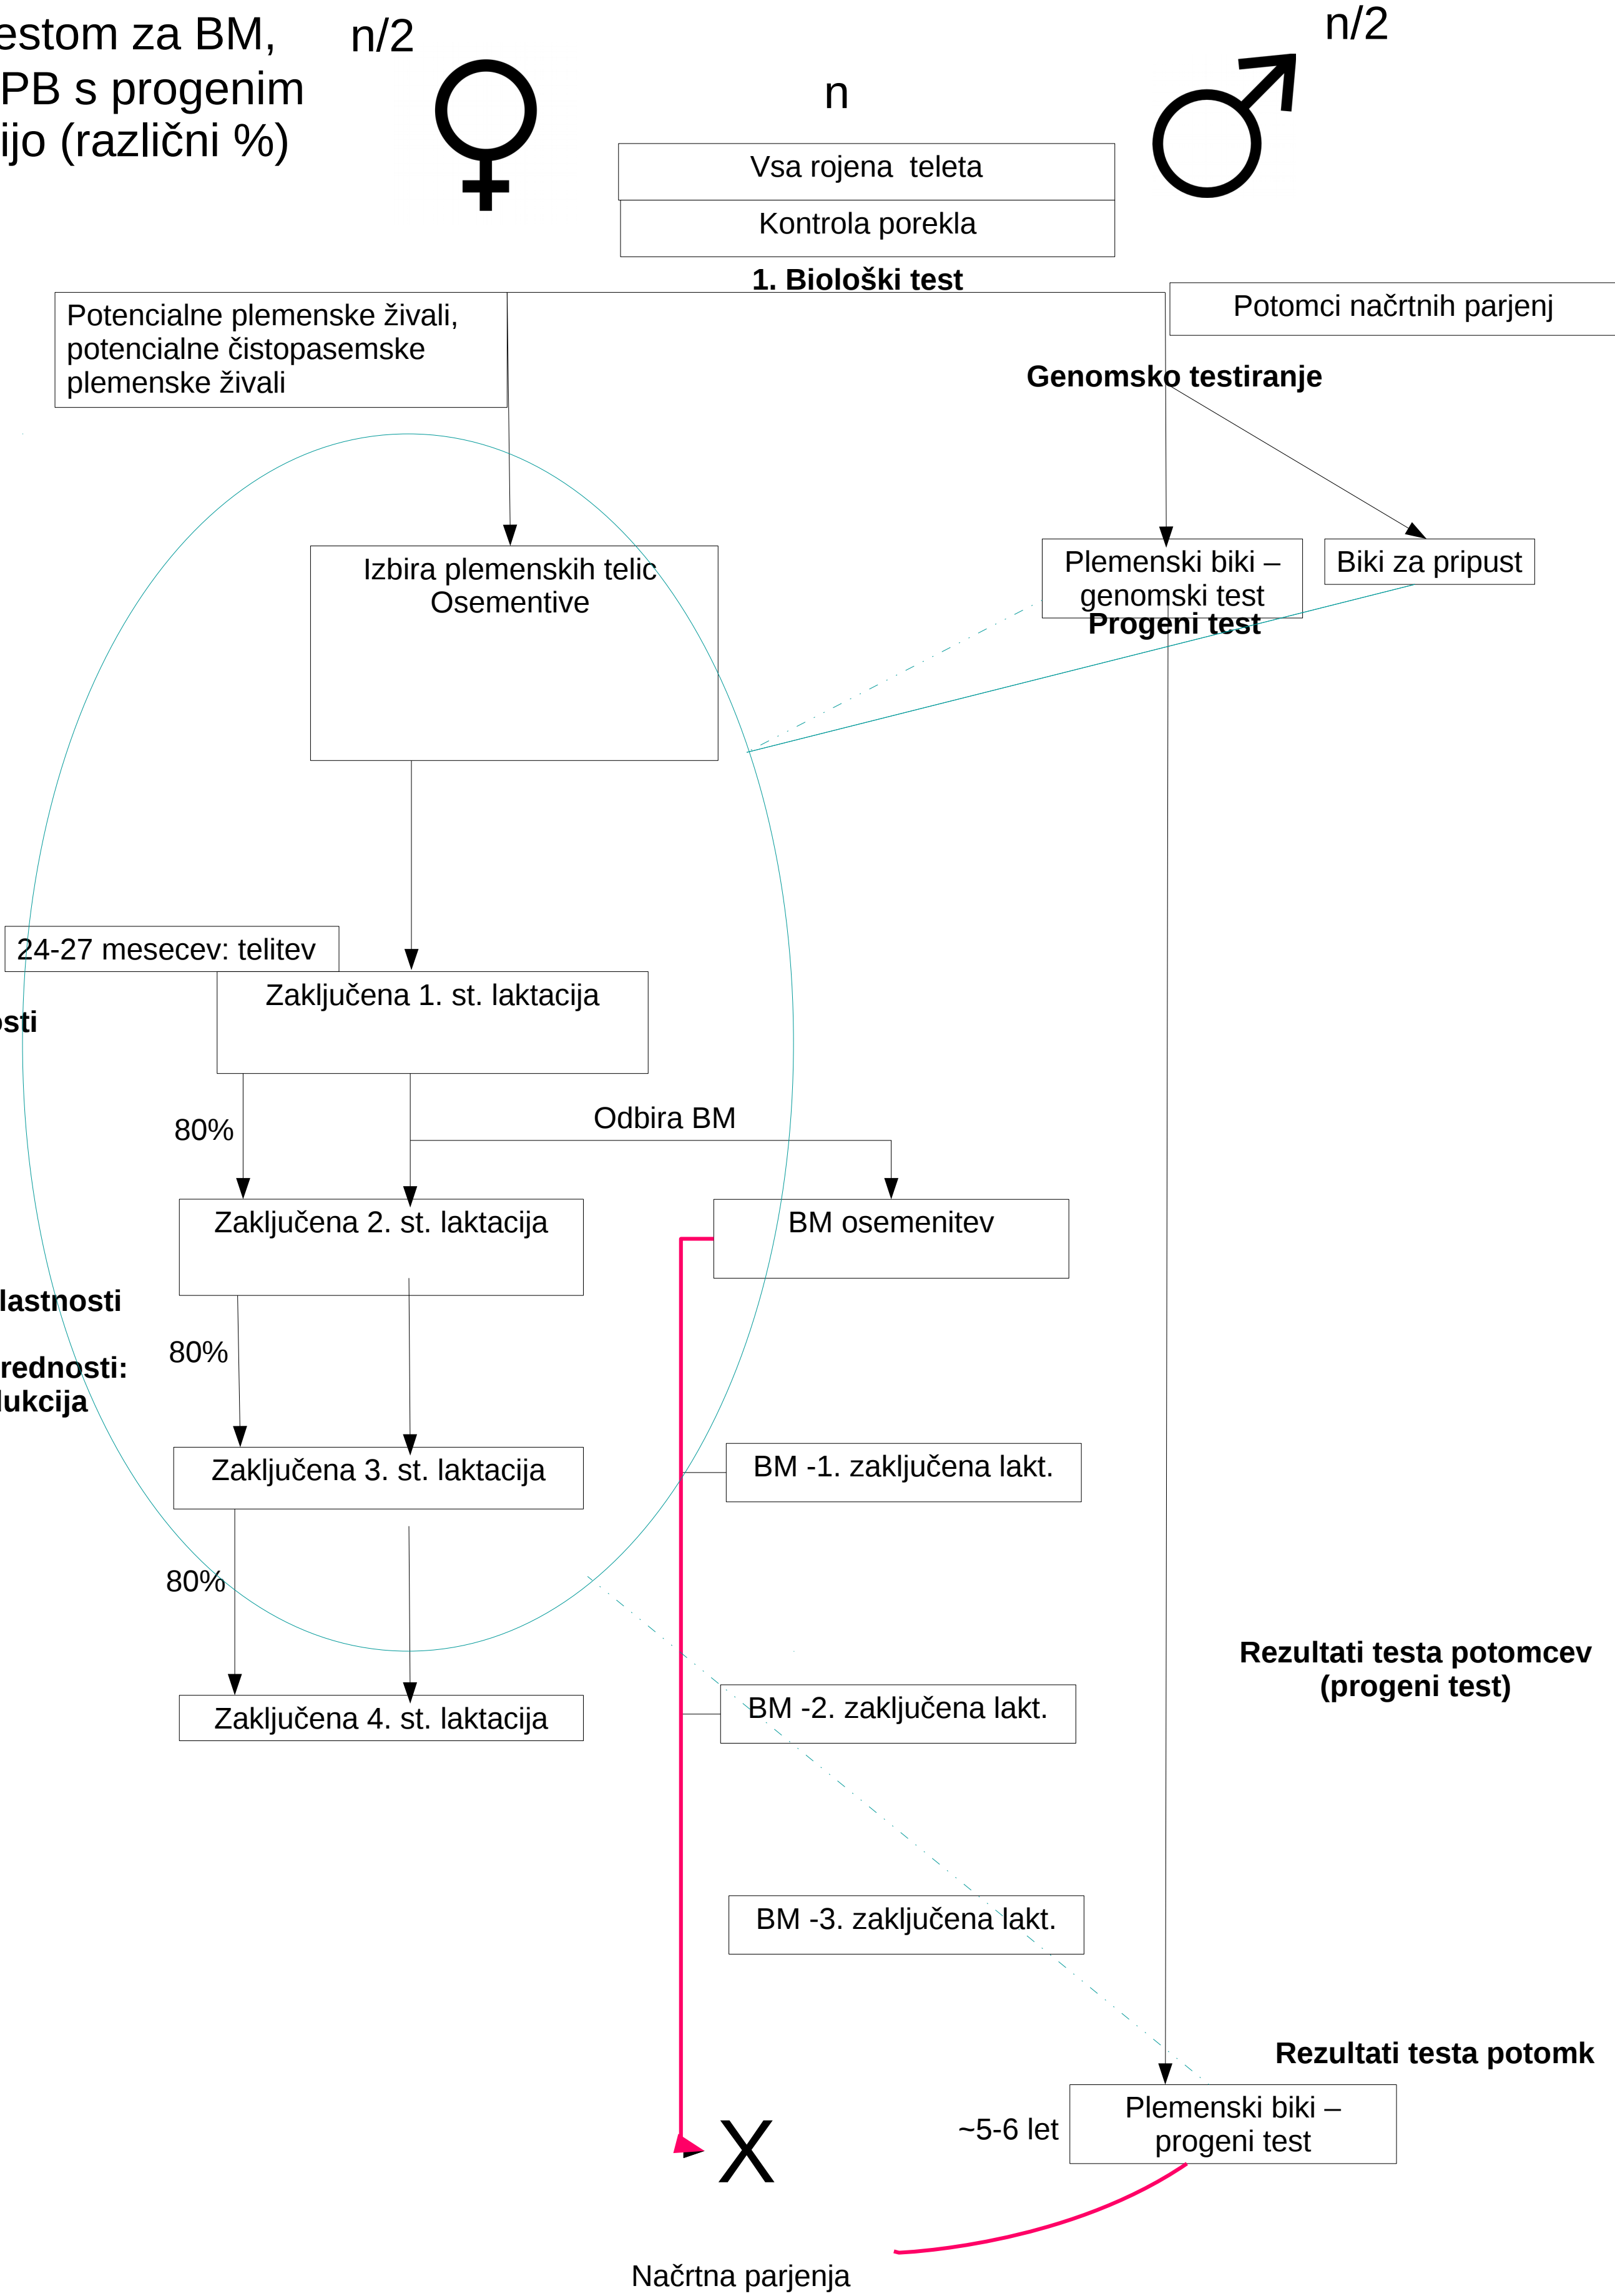 estom za BM,
PB s progenim
ijo (različni %)
n/2
n
n/2
Vsa rojena teleta
Kontrola porekla
1. Biološki test
Potencialne plemenske živali,
potencialne čistopasemske
plemenske živali
Potomci načrtnih parjenj
Genomsko testiranje
Izbira plemenskih telic
Osementive
Plemenski biki –
genomski test
Biki za pripust
Progeni test
24-27 mesecev: telitev
Zaključena 1. st. laktacija
osti
80%
Odbira BM
Zaključena 2. st. laktacija
BM osemenitev
lastnosti
80%
rednosti:
dukcija
Zaključena 3. st. laktacija
BM -1. zaključena lakt.
80%
Rezultati testa potomcev
(progeni test)
Zaključena 4. st. laktacija
BM -2. zaključena lakt.
BM -3. zaključena lakt.
Rezultati testa potomk
Plemenski biki –
progeni test
~5-6 let
X
Načrtna parjenja